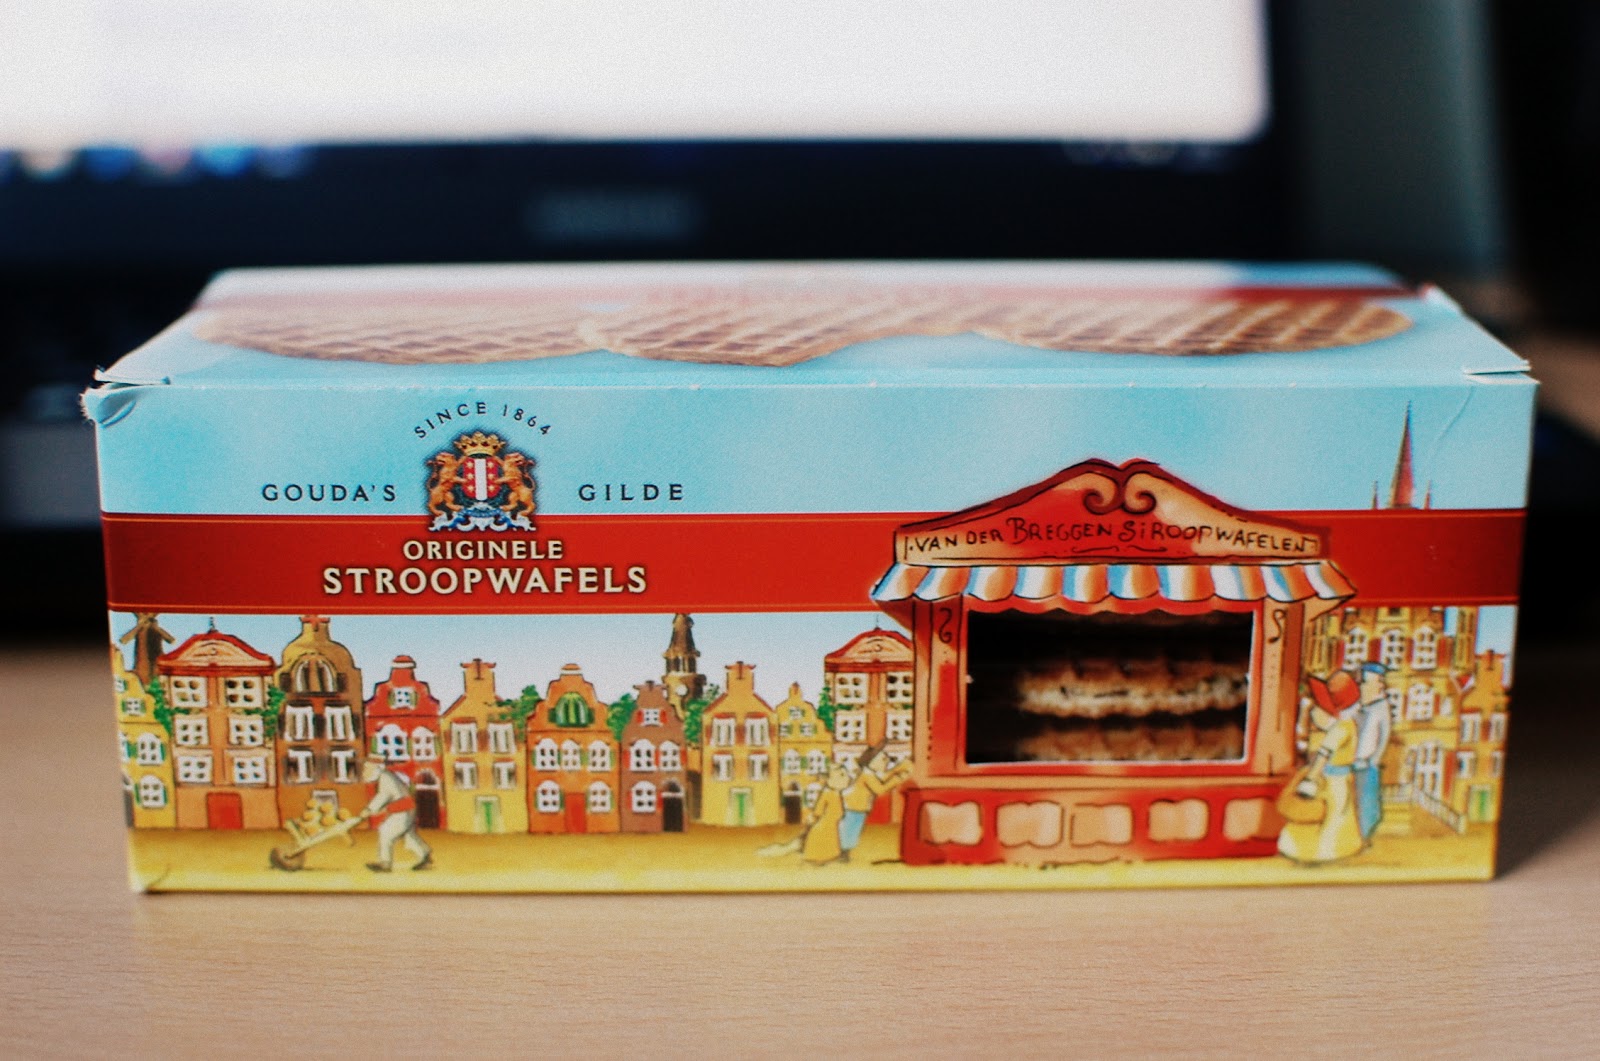 SINCE 1864
GOUDA'S GILDE
ORIGINELE
STROOPWAFELS
J. VAN DER BREGGEN SIROOPWAFELEN